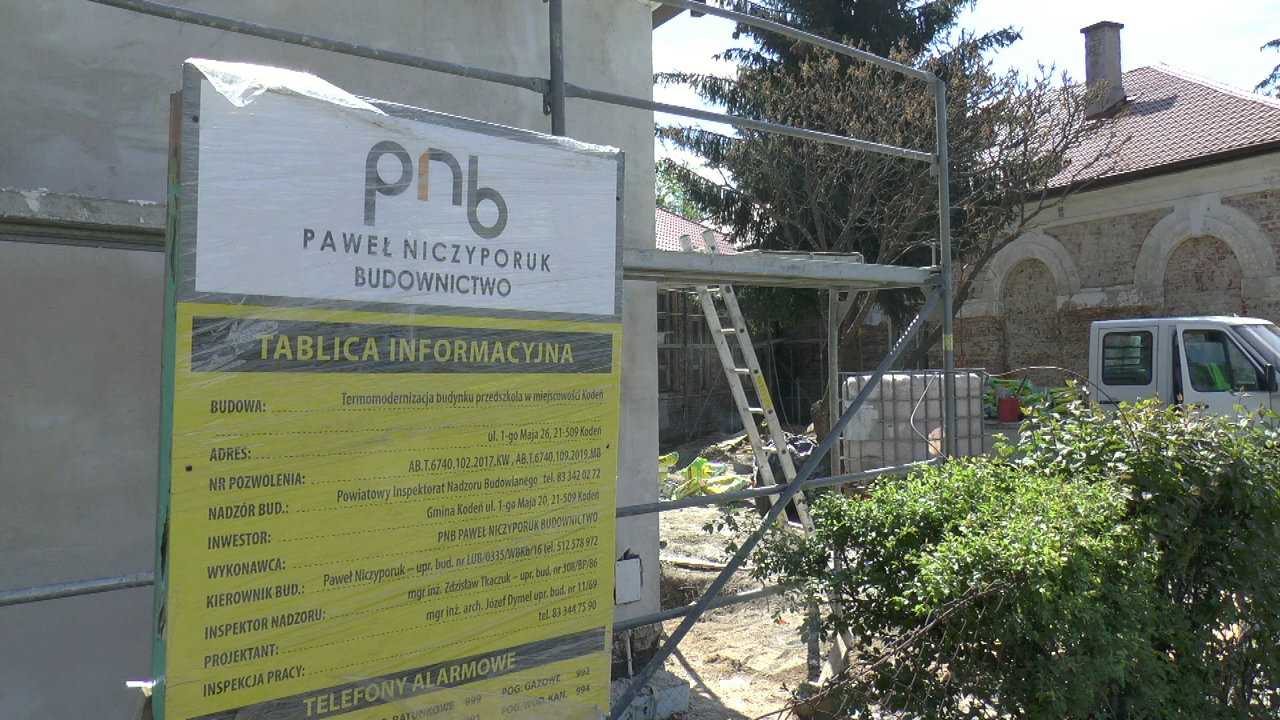 pnb
PAWEŁ NICZYPORUK
BUDOWNICTWO
TABLICA INFORMACYJNA
BUDOWA: Termomodernizacja budynku przedszkola w miejscowości Kodeń
ADRES: ul. 1-go Maja 26, 21-509 Kodeń
NR POZWOLENIA: AB.T.6740.102.2017.KW , AB.T.6740.109.2019.MB
NADZÓR BUD.: Powiatowy Inspektorat Nadzoru Budowlanego tel. 83 342 02 72
INWESTOR: Gmina Kodeń ul. 1-go Maja 20, 21-509 Kodeń
WYKONAWCA: PNB PAWEŁ NICZYPORUK BUDOWNICTWO
KIEROWNIK BUD.: Paweł Niczyporuk – upr. bud. nr LUB/0335/WBKb/16 tel. 512 578 972
INSPEKTOR NADZORU: mgr inż. Zdzisław Tkaczuk – upr. bud. nr 308/BP/86
PROJEKTANT: mgr inż. arch. Józef Dymel upr. bud. nr 11/69
INSPEKCJA PRACY: tel. 83 344 75 90
TELEFONY ALARMOWE
RATUNKOWE 999 POG. GAZOWE 992
POG. WOD. KAN. 994